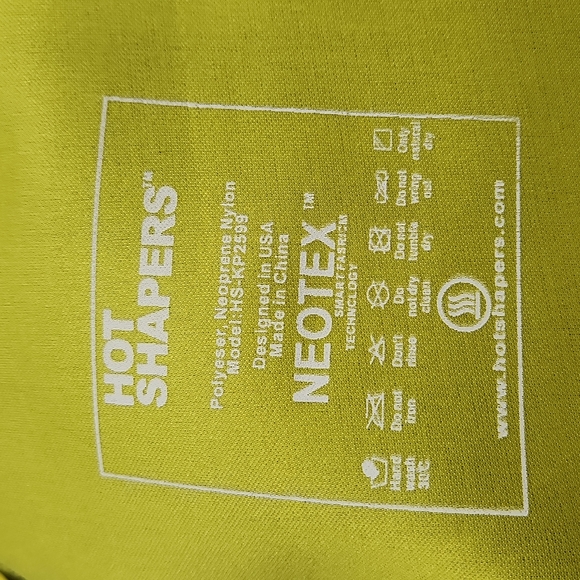 HOT
SHAPERS™
Polyeser, Neoprene Nylon
Model:HS-KP2599
Designed in USA
Made in China
NEOTEX™
SMART FABRICM
TECHNOLOGY
Hand wash 30℃
Do not iron
Don't rinse
Do not dry clean
Do not tumble dry
Do not wring out
Only natural dry
www.hotshapers.com